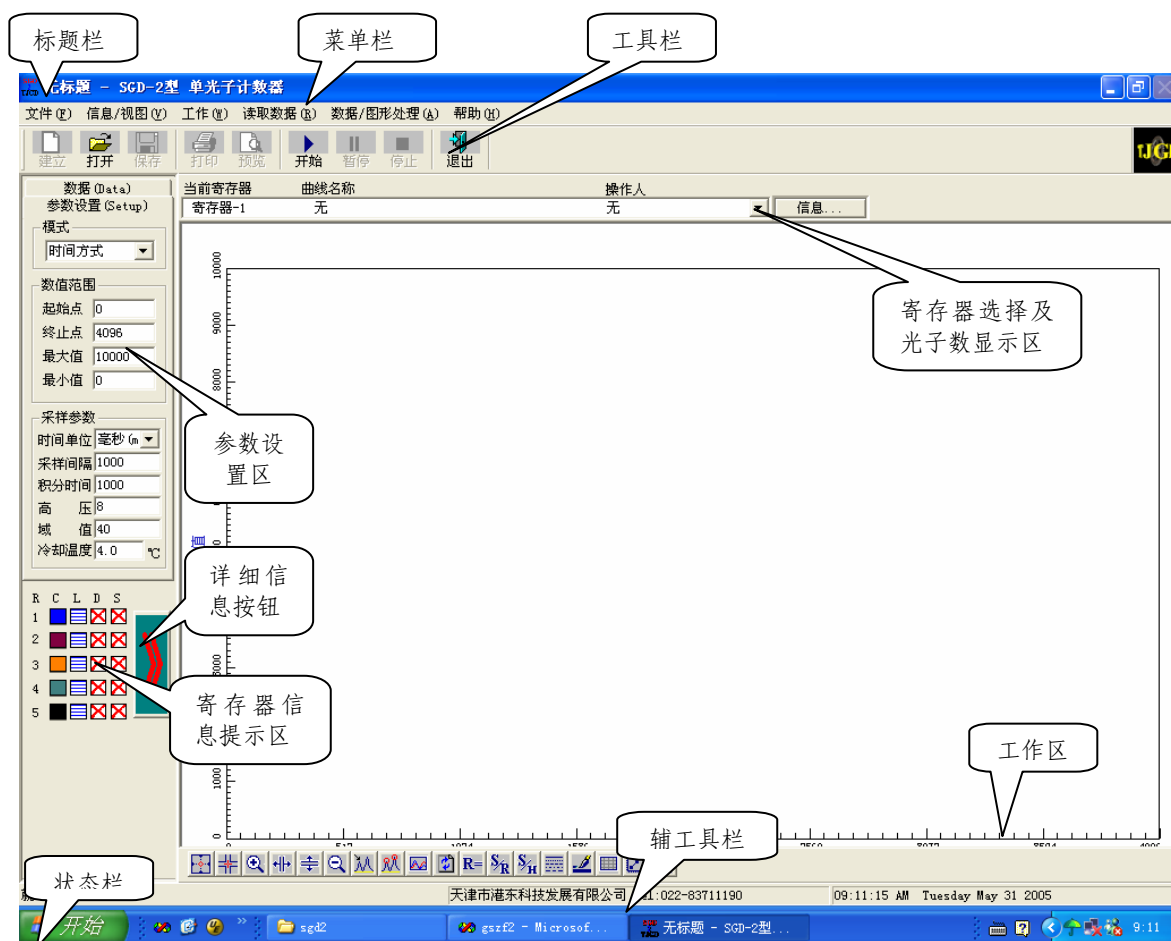 标题栏
菜单栏
工具栏
无标题 - SGD-2型 单光子计数器
文件(F) 信息/视图(V) 工作(W) 读取数据(R) 数据/图形处理(A) 帮助(H)
建立 打开 保存 打印 预览 开始 暂停 停止 退出
数据(Data)
参数设置(Setup)
当前寄存器 曲线名称 操作人
寄存器-1 无 无 信息...
模式
时间方式
数值范围
起始点 0
终止点 4096
最大值 10000
最小值 0
采样参数
时间单位 毫秒(m
采样间隔 1000
积分时间 1000
高 压 8
域 值 40
冷却温度 4.0 ℃
R C L D S
1
2
3
4
5
10000
9000
8000
值
1000
0
寄存器选择及
光子数显示区
参数设
置区
详细信
息按钮
寄存器信
息提示区
工作区
辅工具栏
状态栏
R= SR S/H
天津市港东科技发展有限公司 Tel:022-83711190
09:11:15 AM Tuesday May 31 2005
开始 sgd2 gszf2 - Microsof... 无标题 - SGD-2型... 9:11